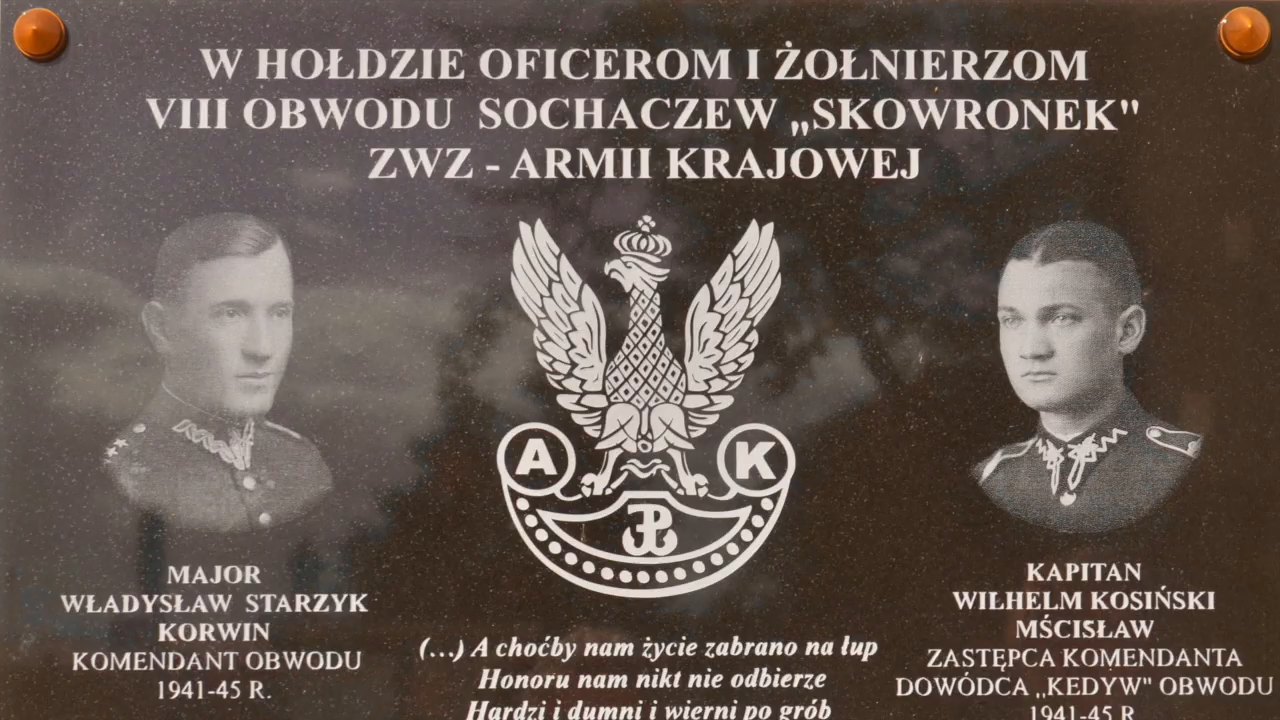 W HOŁDZIE OFICEROM I ŻOŁNIERZOM
VIII OBWODU SOCHACZEW „SKOWRONEK"
ZWZ - ARMII KRAJOWEJ
A K
MAJOR
WŁADYSŁAW STARZYK
KORWIN
KOMENDANT OBWODU
1941-45 R.
(...) A choćby nam życie zabrano na łup
Honoru nam nikt nie odbierze
Hardzi i dumni i wierni po grób
KAPITAN
WILHELM KOSIŃSKI
MŚCISŁAW
ZASTĘPCA KOMENDANTA
DOWÓDCA „KEDYW" OBWODU
1941-45 R.